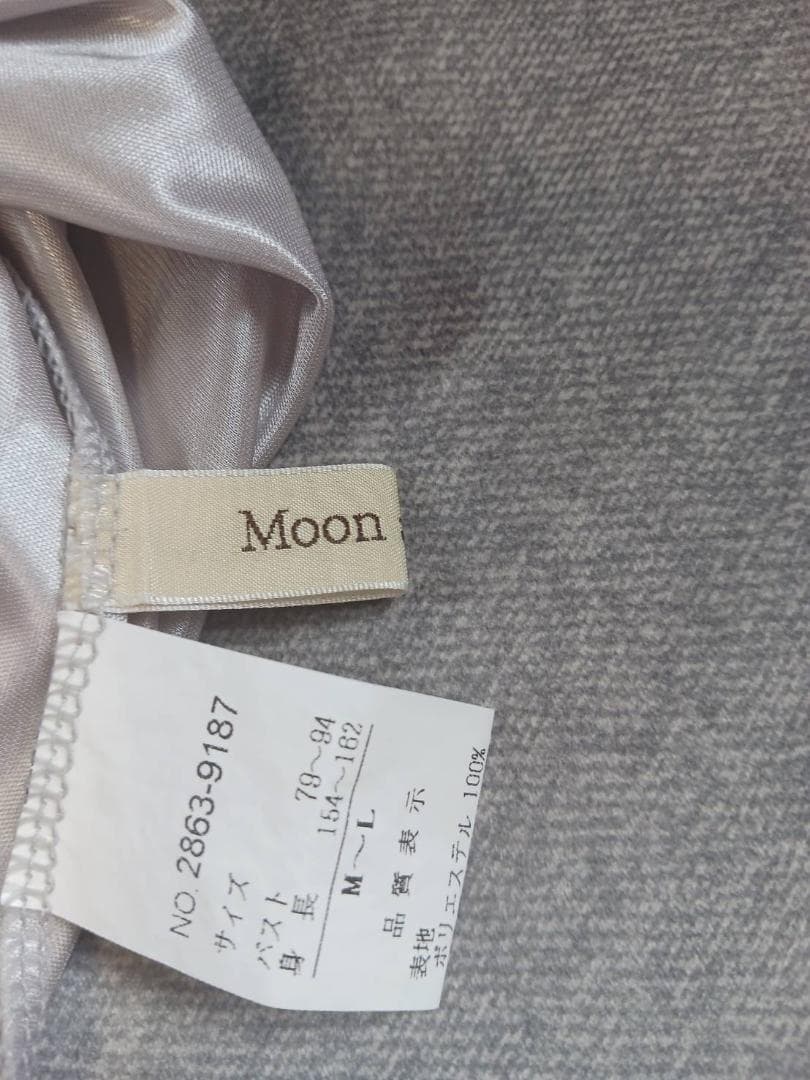 Moon
NO. 2863-9187
サイズ
バスト 79～94
身長 154～162
M～L
品質表示
表地
ポリエステル 100%